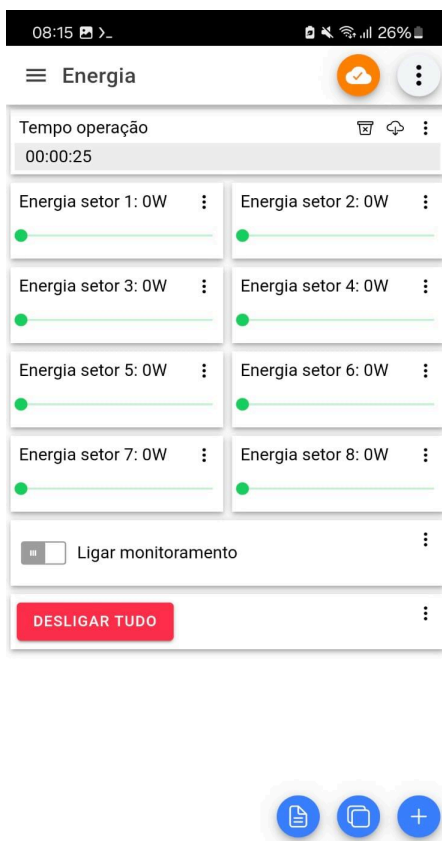 08:15 >_ 26%
Energia
Tempo operação
00:00:25
Energia setor 1: 0W
Energia setor 2: 0W
Energia setor 3: 0W
Energia setor 4: 0W
Energia setor 5: 0W
Energia setor 6: 0W
Energia setor 7: 0W
Energia setor 8: 0W
Ligar monitoramento
DESLIGAR TUDO